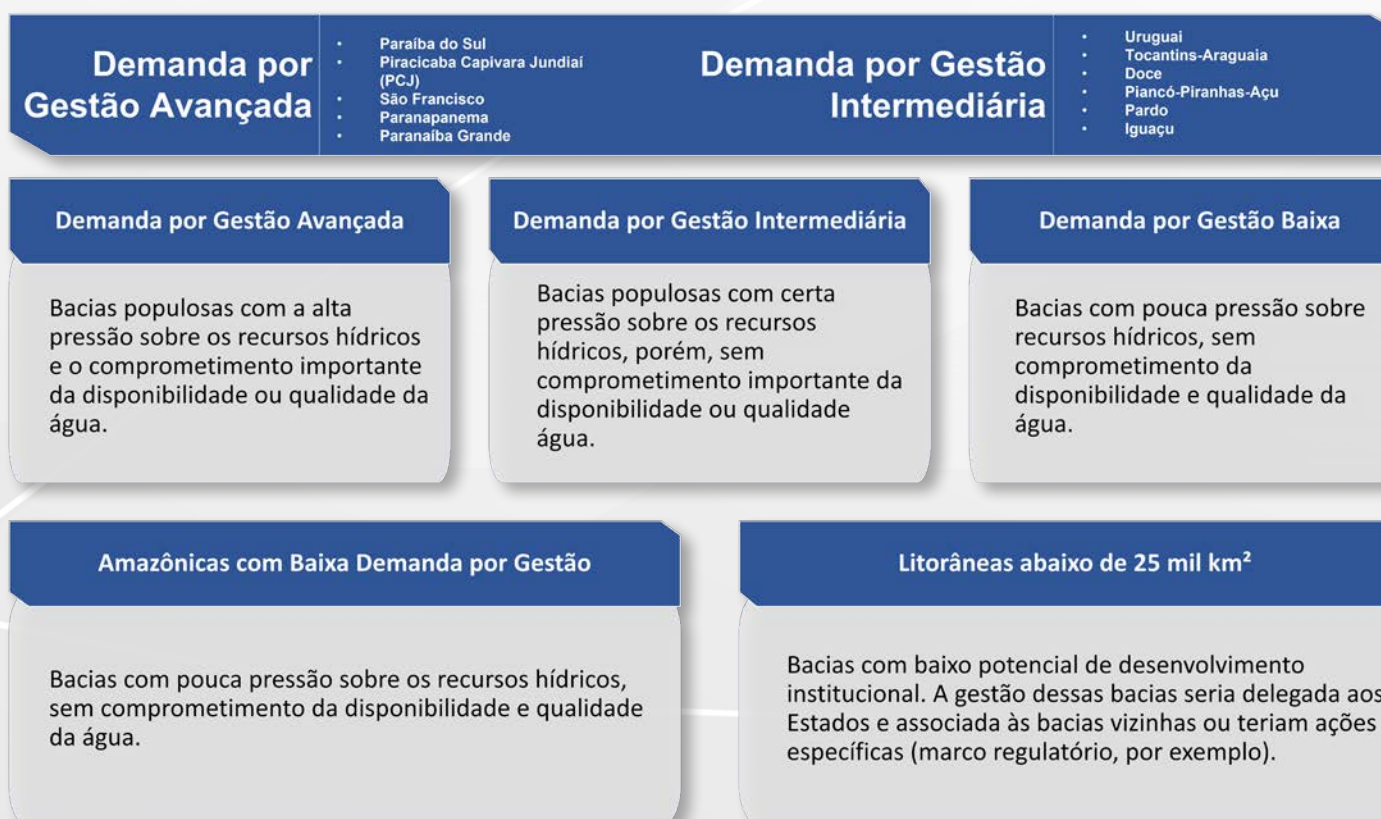 Demanda por
Gestão Avançada
• Paraíba do Sul
• Piracicaba Capivara Jundiaí
(PCJ)
• São Francisco
• Paranapanema
• Paranaíba Grande
Demanda por Gestão
Intermediária
• Uruguai
• Tocantins-Araguaia
• Doce
• Piancó-Piranhas-Açu
• Pardo
• Iguaçu
Demanda por Gestão Avançada
Bacias populosas com a alta
pressão sobre os recursos hídricos
e o comprometimento importante
da disponibilidade ou qualidade da
água.
Demanda por Gestão Intermediária
Bacias populosas com certa
pressão sobre os recursos
hídricos, porém, sem
comprometimento importante da
disponibilidade ou qualidade
água.
Demanda por Gestão Baixa
Bacias com pouca pressão sobre
recursos hídricos, sem
comprometimento da
disponibilidade e qualidade da
água.
Amazônicas com Baixa Demanda por Gestão
Bacias com pouca pressão sobre os recursos hídricos,
sem comprometimento da disponibilidade e qualidade
da água.
Litorâneas abaixo de 25 mil km²
Bacias com baixo potencial de desenvolvimento
institucional. A gestão dessas bacias seria delegada aos
Estados e associada às bacias vizinhas ou teriam ações
específicas (marco regulatório, por exemplo).